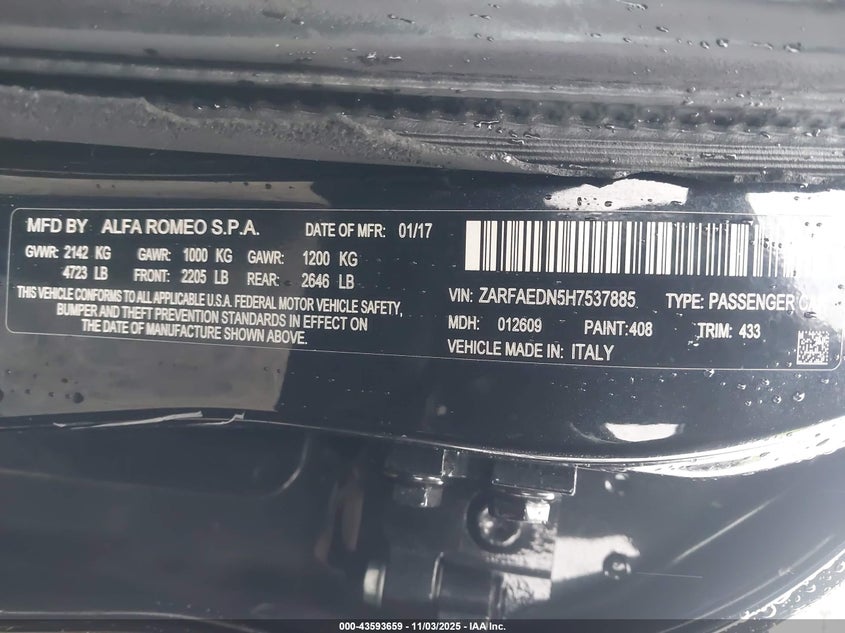 MFD BY ALFA ROMEO S.P.A. DATE OF MFR: 01/17
GVWR: 2142 KG GAWR: 1000 KG GAWR: 1200 KG
4723 LB FRONT: 2205 LB REAR: 2646 LB
THIS VEHICLE CONFORMS TO ALL APPLICABLE U.S.A. FEDERAL MOTOR VEHICLE SAFETY,
BUMPER AND THEFT PREVENTION STANDARDS IN EFFECT ON
THE DATE OF MANUFACTURE SHOWN ABOVE.
VIN: ZARFAEDN5H7537885 TYPE: PASSENGER
MDH: 012609 PAINT:408 TRIM: 433
VEHICLE MADE IN: ITALY
000-43593659 - 11/03/2025 - IAA Inc.